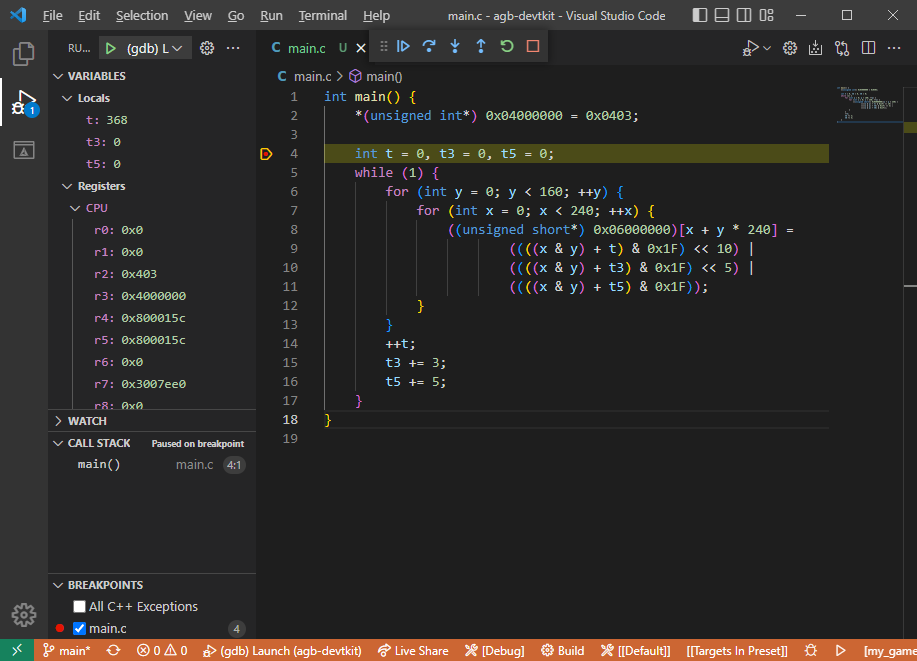 File Edit Selection View Go Run Terminal Help main.c - agb-devtkit - Visual Studio Code
RU... (gdb) L ···
C main.c U
C main.c > main()
VARIABLES
Locals
t: 368
t3: 0
t5: 0
Registers
CPU
r0: 0x0
r1: 0x0
r2: 0x403
r3: 0x4000000
r4: 0x800015c
r5: 0x800015c
r6: 0x0
r7: 0x3007ee0
r8: 0x0
WATCH
CALL STACK Paused on breakpoint
main() main.c 4:1
BREAKPOINTS
All C++ Exceptions
main.c 4
1
1 int main() {
2 *(unsigned int*) 0x04000000 = 0x0403;
3
4 int t = 0, t3 = 0, t5 = 0;
5 while (1) {
6 for (int y = 0; y < 160; ++y) {
7 for (int x = 0; x < 240; ++x) {
8 ((unsigned short*) 0x06000000)[x + y * 240] =
9 ((((x & y) + t) & 0x1F) << 10) |
10 ((((x & y) + t3) & 0x1F) << 5) |
11 ((((x & y) + t5) & 0x1F));
12 }
13 }
14 ++t;
15 t3 += 3;
16 t5 += 5;
17 }
18 }
19
main* 0 0 (gdb) Launch (agb-devtkit) Live Share [Debug] Build [[Default]] [[Targets In Preset]] [my_game